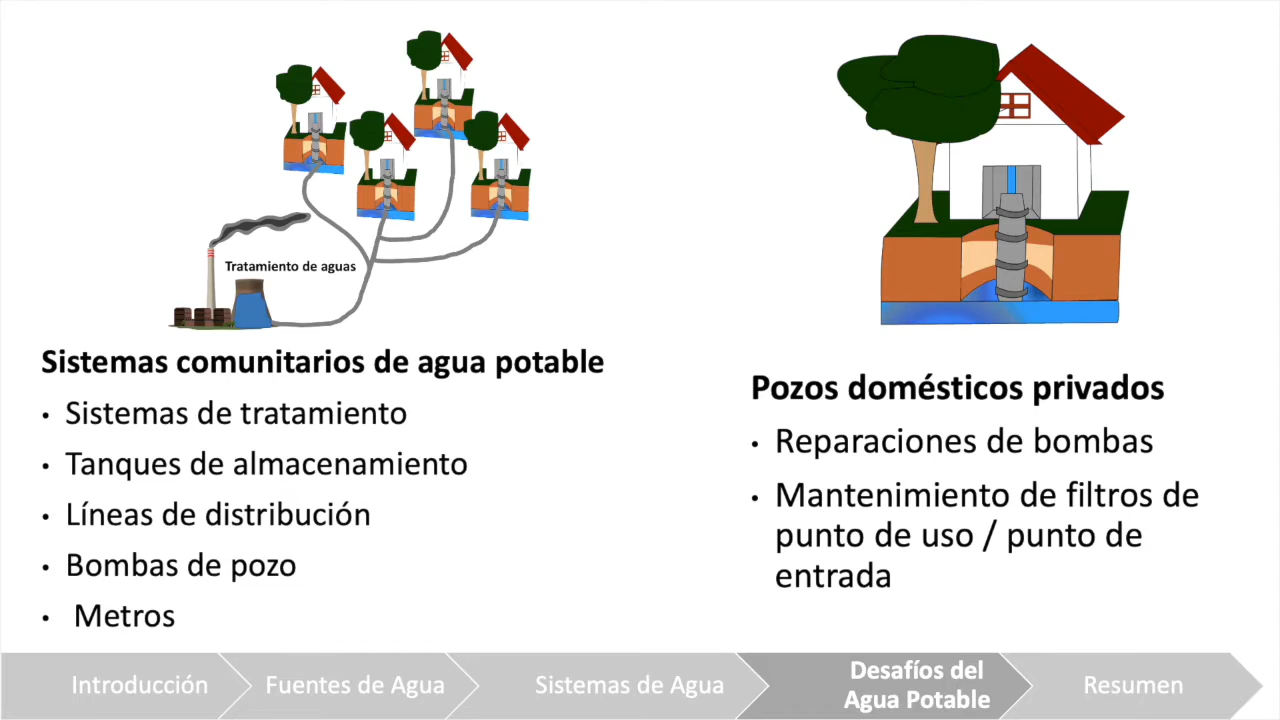 Tratamiento de aguas
Sistemas comunitarios de agua potable
• Sistemas de tratamiento
• Tanques de almacenamiento
• Líneas de distribución
• Bombas de pozo
• Metros
Pozos domésticos privados
• Reparaciones de bombas
• Mantenimiento de filtros de
punto de uso / punto de
entrada
Introducción
Fuentes de Agua
Sistemas de Agua
Desafíos del
Agua Potable
Resumen